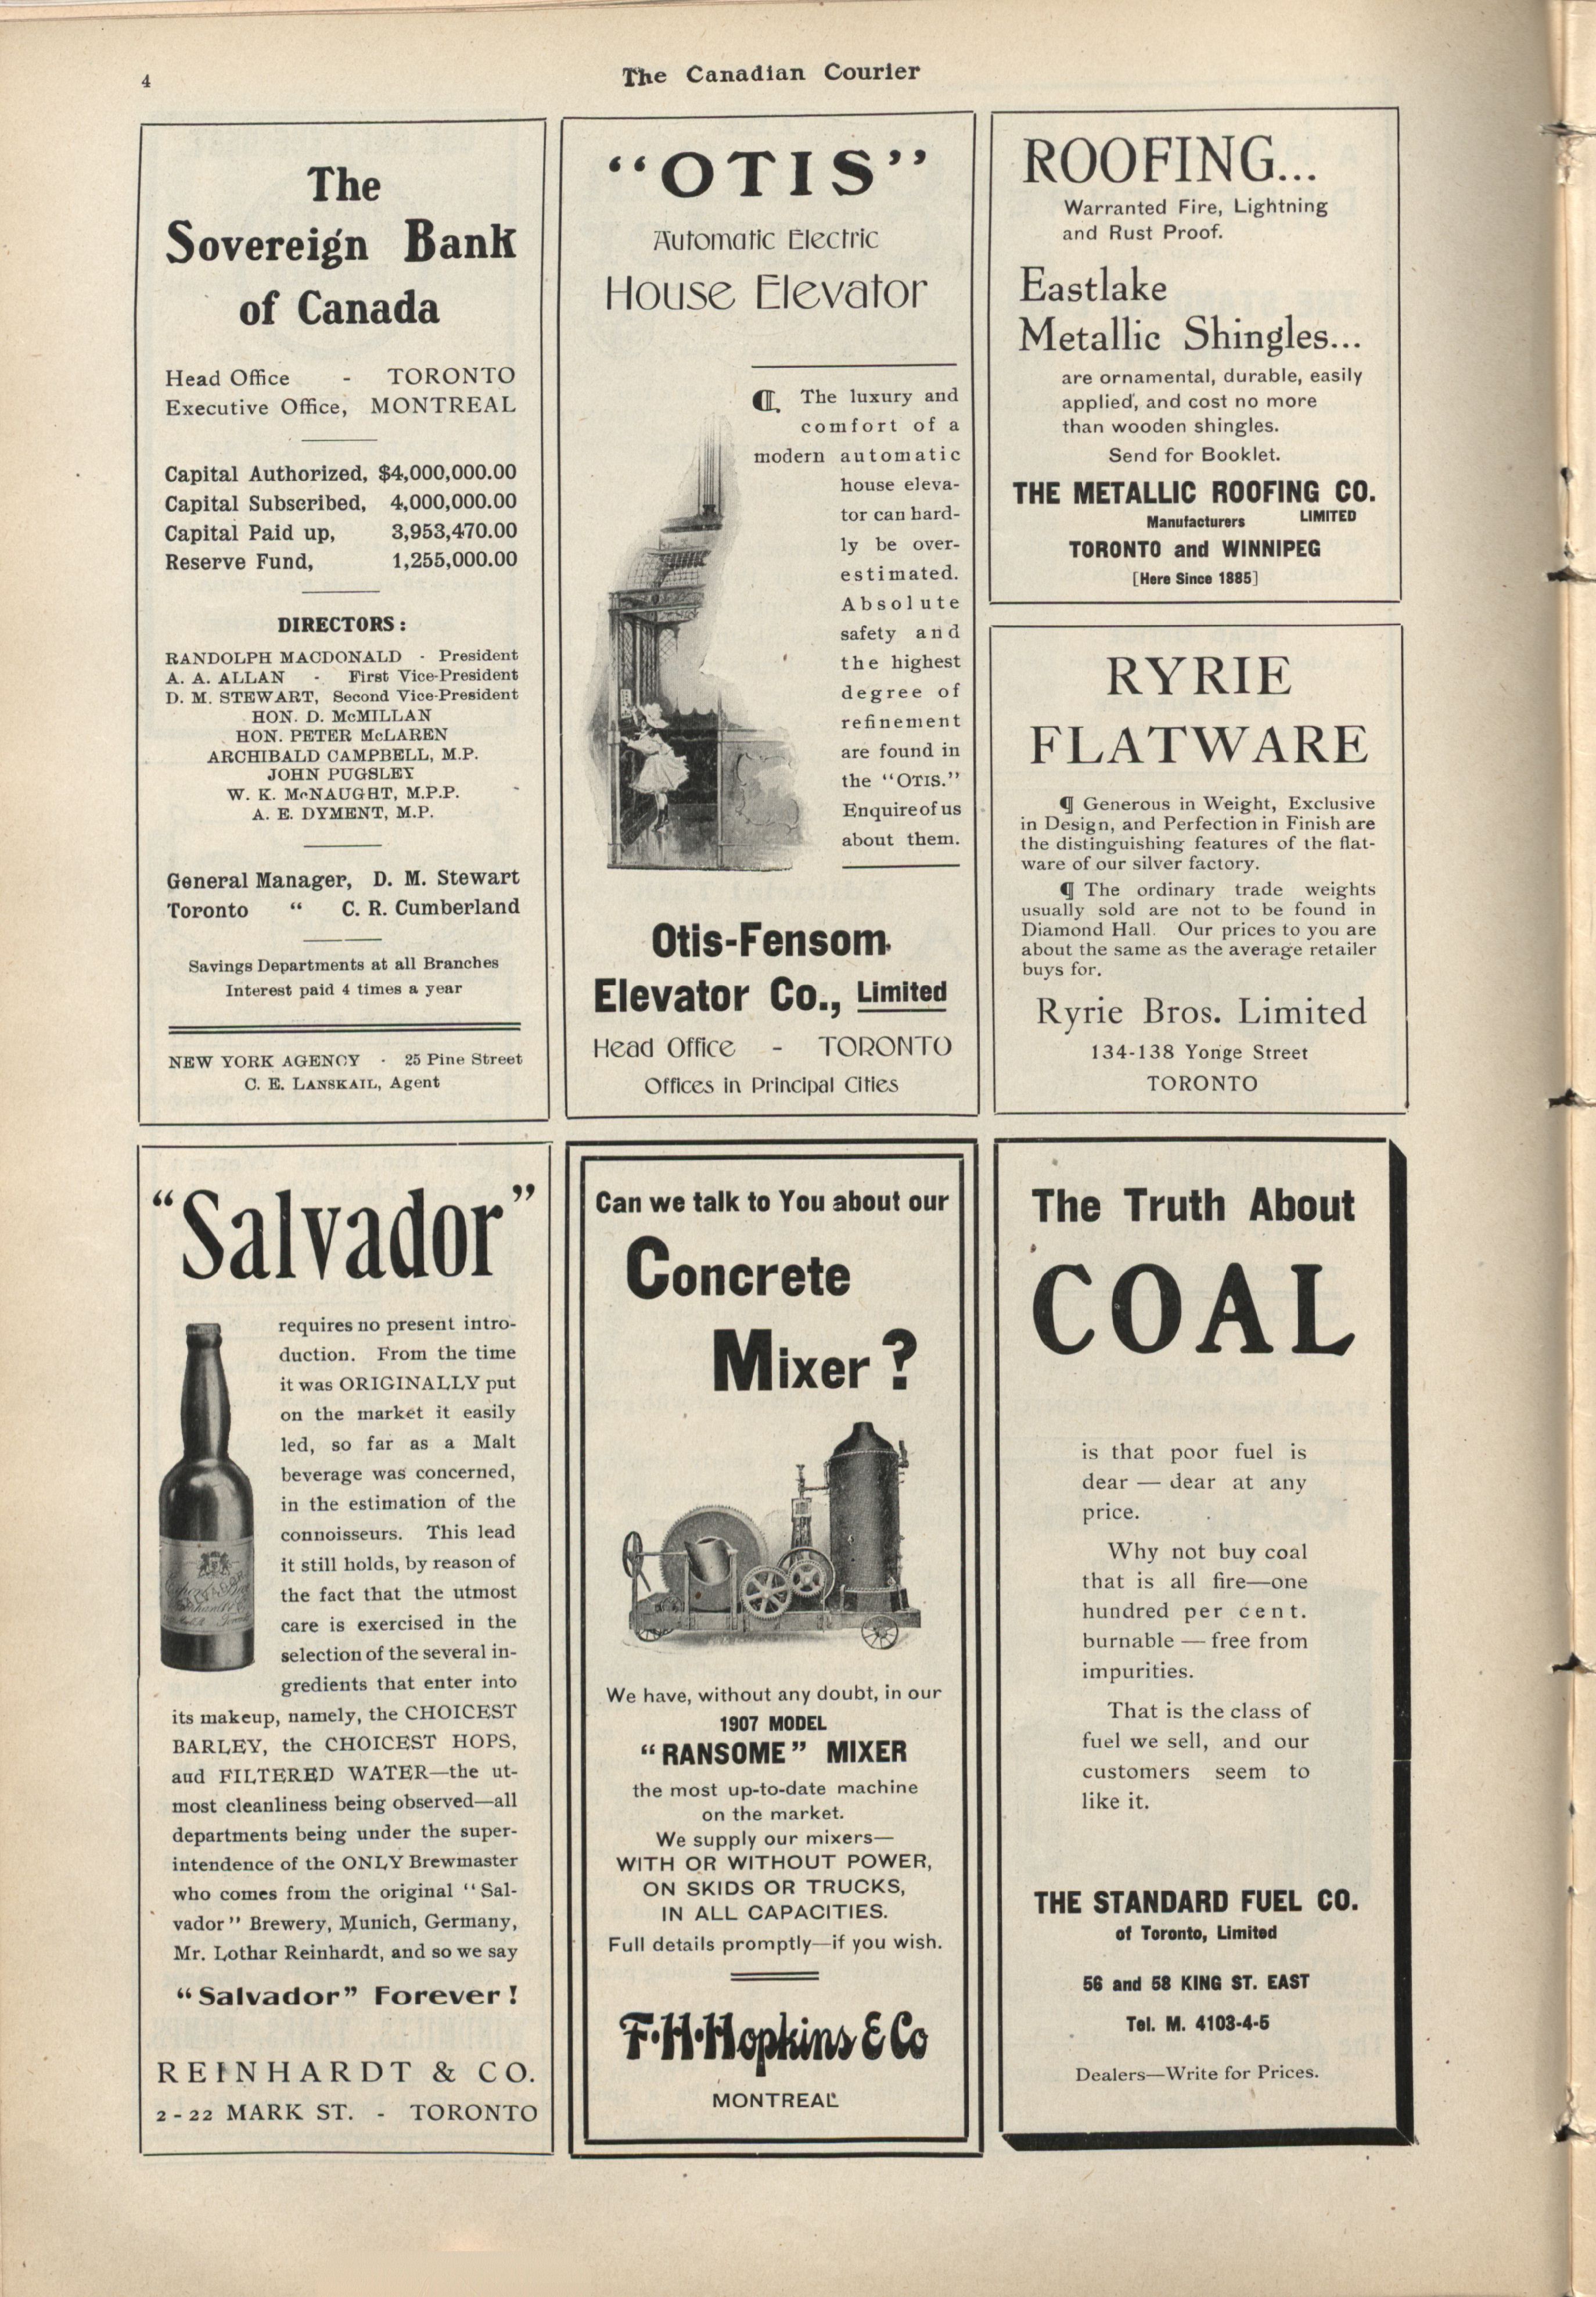 4
The Canadian Courier
The
Sovereign Bank
of Canada
Head Office - TORONTO
Executive Office, MONTREAL
Capital Authorized, $4,000,000.00
Capital Subscribed, 4,000,000.00
Capital Paid up, 3,953,470.00
Reserve Fund, 1,255,000.00
DIRECTORS:
RANDOLPH MACDONALD - President
A. A. ALLAN - First Vice-President
D. M. STEWART, Second Vice-President
HON. D. McMILLAN
HON. PETER McLAREN
ARCHIBALD CAMPBELL, M.P.
JOHN PUGSLEY
W. K. McNAUGHT, M.P.P.
A. E. DYMENT, M.P.
General Manager, D. M. Stewart
Toronto " C. R. Cumberland
Savings Departments at all Branches
Interest paid 4 times a year
NEW YORK AGENCY - 25 Pine Street
C. E. LANSKAIL, Agent
"OTIS"
Automatic Electric
House Elevator
¶ The luxury and
comfort of a
modern automatic
house eleva-
tor can hard-
ly be over-
estimated.
Absolute
safety and
the highest
degree of
refinement
are found in
the "OTIS."
Enquire of us
about them.
Otis-Fensom
Elevator Co., Limited
Head Office - TORONTO
Offices in Principal Cities
ROOFING...
Warranted Fire, Lightning
and Rust Proof.
Eastlake
Metallic Shingles...
are ornamental, durable, easily
applied, and cost no more
than wooden shingles.
Send for Booklet.
THE METALLIC ROOFING CO.
Manufacturers LIMITED
TORONTO and WINNIPEG
[Here Since 1885]
RYRIE
FLATWARE
¶ Generous in Weight, Exclusive
in Design, and Perfection in Finish are
the distinguishing features of the flat-
ware of our silver factory.
¶ The ordinary trade weights
usually sold are not to be found in
Diamond Hall. Our prices to you are
about the same as the average retailer
buys for.
Ryrie Bros. Limited
134-138 Yonge Street
TORONTO
"Salvador"
requires no present intro-
duction. From the time
it was ORIGINALLY put
on the market it easily
led, so far as a Malt
beverage was concerned,
in the estimation of the
connoisseurs. This lead
it still holds, by reason of
the fact that the utmost
care is exercised in the
selection of the several in-
gredients that enter into
its makeup, namely, the CHOICEST
BARLEY, the CHOICEST HOPS,
and FILTERED WATER—the ut-
most cleanliness being observed—all
departments being under the super-
intendence of the ONLY Brewmaster
who comes from the original "Sal-
vador" Brewery, Munich, Germany,
Mr. Lothar Reinhardt, and so we say
"Salvador" Forever!
REINHARDT & CO.
2-22 MARK ST. - TORONTO
Can we talk to You about our
Concrete
Mixer?
We have, without any doubt, in our
1907 MODEL
"RANSOME" MIXER
the most up-to-date machine
on the market.
We supply our mixers—
WITH OR WITHOUT POWER,
ON SKIDS OR TRUCKS,
IN ALL CAPACITIES.
Full details promptly—if you wish.
F.H.Hopkins & Co
MONTREAL
The Truth About
COAL
is that poor fuel is
dear — dear at any
price.
Why not buy coal
that is all fire—one
hundred per cent.
burnable — free from
impurities.
That is the class of
fuel we sell, and our
customers seem to
like it.
THE STANDARD FUEL CO.
of Toronto, Limited
56 and 58 KING ST. EAST
Tel. M. 4103-4-5
Dealers—Write for Prices.